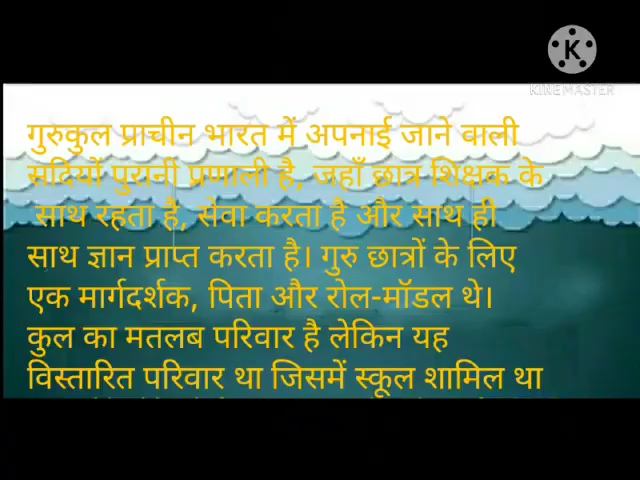 K
KINEMASTER
गुरुकुल प्राचीन भारत में अपनाई जाने वाली
सदियों पुरानी प्रणाली है, जहाँ छात्र शिक्षक के
साथ रहता है, सेवा करता है और साथ ही
साथ ज्ञान प्राप्त करता है। गुरु छात्रों के लिए
एक मार्गदर्शक, पिता और रोल-मॉडल थे।
कुल का मतलब परिवार है लेकिन यह
विस्तारित परिवार था जिसमें स्कूल शामिल था